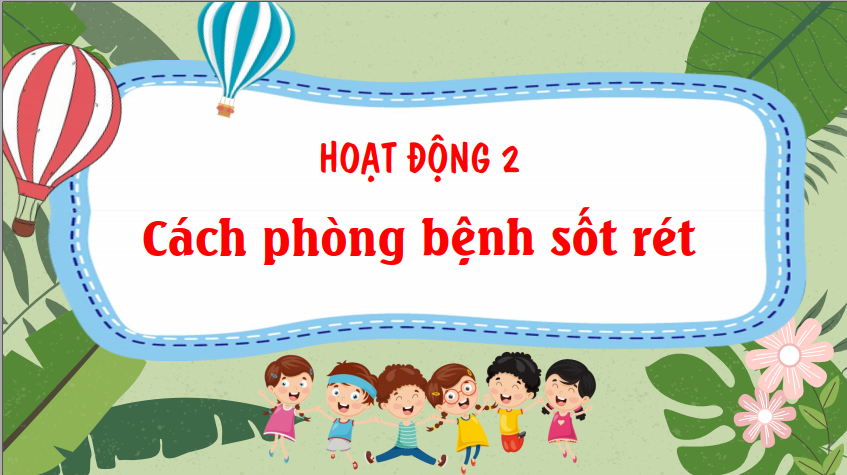 HOẠT ĐỘNG 2
Cách phòng bệnh sốt rét